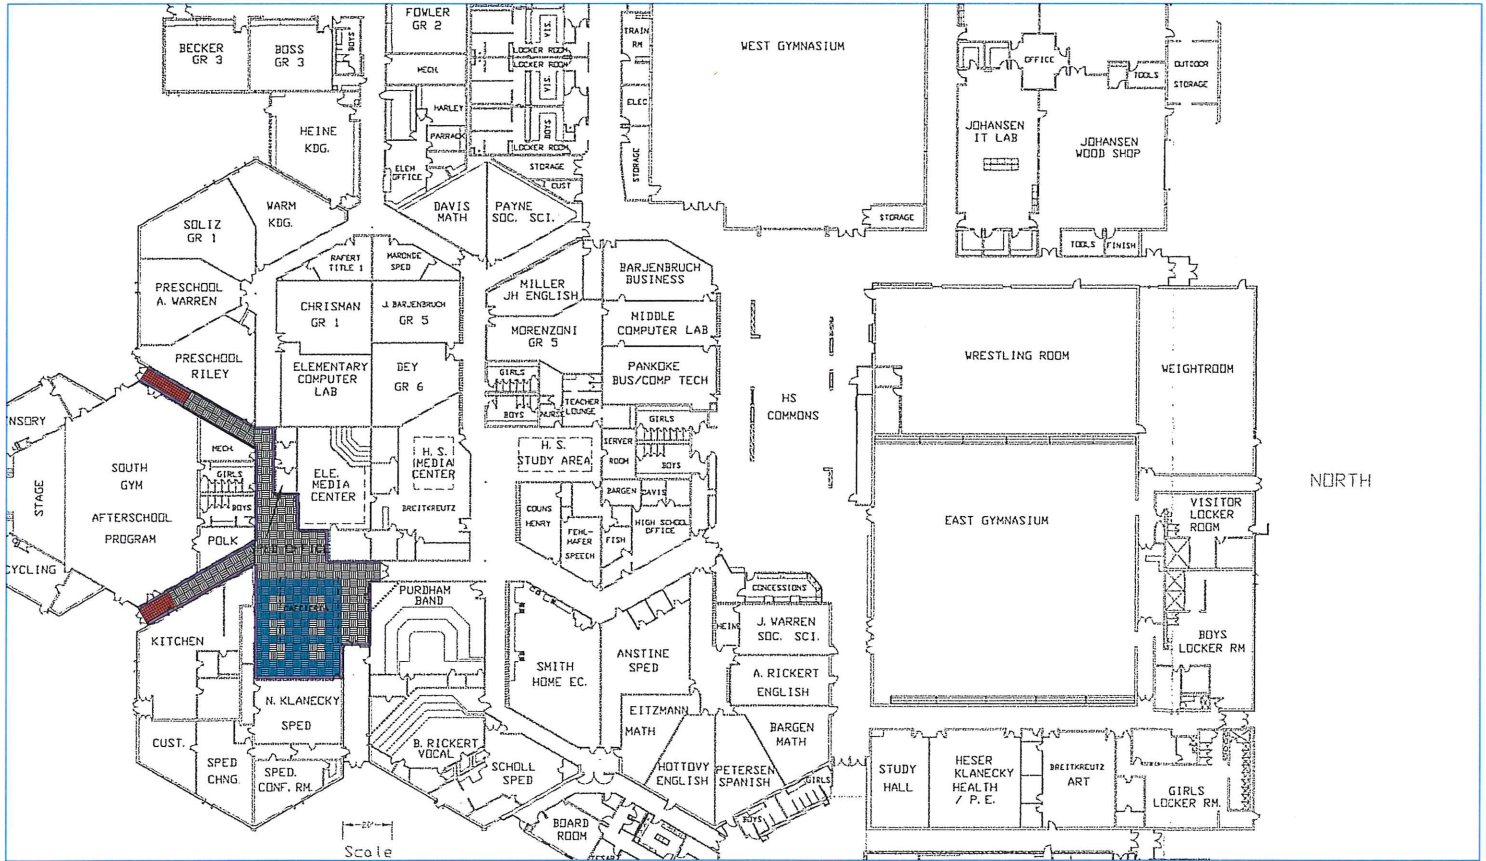 FOWLER
GR 2
BECKER
GR 3
BOSS
GR 3
BOYS
MECH.
HARLEY
PARRACK
ELEM
OFFICE
VIS.
LOCKER ROOM
LOCKER ROOM
VIS.
BOYS
LOCKER ROOM
STORAGE
CUST
TRAIN
RM
ELEC
STORAGE
WEST GYMNASIUM
STORAGE
OFFICE
TOOLS
OUTDOOR
STORAGE
JOHANSEN
IT LAB
JOHANSEN
WOOD SHOP
TOOLS
FINISH
HEINE
KDG.
WARM
KDG.
SOLIZ
GR 1
PRESCHOOL
A. WARREN
PRESCHOOL
RILEY
DAVIS
MATH
PAYNE
SOC. SCI.
RAFERT
TITLE 1
MARONDE
SPED
CHRISMAN
GR 1
J. BARJENBRUCH
GR 5
ELEMENTARY
COMPUTER
LAB
DEY
GR 6
MILLER
JH ENGLISH
MORENZONI
GR 5
BARJENBRUCH
BUSINESS
MIDDLE
COMPUTER LAB
PANKOKE
BUS/COMP TECH
GIRLS
BOYS
NURSE
TEACHER
LOUNGE
GIRLS
SERVER
ROOM
BOYS
HS
COMMONS
WRESTLING ROOM
WEIGHTROOM
NORTH
STAGE
SOUTH
GYM
AFTERSCHOOL
PROGRAM
MECH.
GIRLS
BOYS
POLK
ELE.
MEDIA
CENTER
H. S.
MEDIA
CENTER
BREITKREUTZ
H. S.
STUDY AREA
COUNS
HENRY
FEHL-
HAFER
SPEECH
BARGEN
DAVIS
HIGH SCHOOL
OFFICE
FISH
EAST GYMNASIUM
VISITOR
LOCKER
ROOM
BOYS
LOCKER RM
CYCLING
KITCHEN
CAFETERIA
PURDHAM
BAND
SMITH
HOME EC.
ANSTINE
SPED
CONCESSIONS
HEINE
J. WARREN
SOC. SCI.
A. RICKERT
ENGLISH
BARGEN
MATH
EITZMANN
MATH
HOTTOVY
ENGLISH
PETERSEN
SPANISH
GIRLS
BOYS
N. KLANECKY
SPED
CUST.
SPED
CHNG.
SPED.
CONF. RM.
B. RICKERT
VOCAL
SCHOLL
SPED
BOARD
ROOM
STUDY
HALL
HESER
KLANECKY
HEALTH
/ P.E.
BREITKREUTZ
ART
GIRLS
LOCKER RM.
20'
Scale